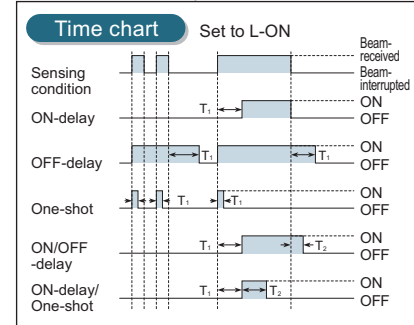 Time chart Set to L-ON
Beam-
received
Sensing
condition
Beam-
interrupted
ON-delay
T1
ON
OFF
OFF-delay
T1 T1
ON
OFF
One-shot
T1 T1
ON
OFF
ON/OFF
-delay
T1 T2
ON
OFF
ON-delay/
One-shot
T1 T2
ON
OFF